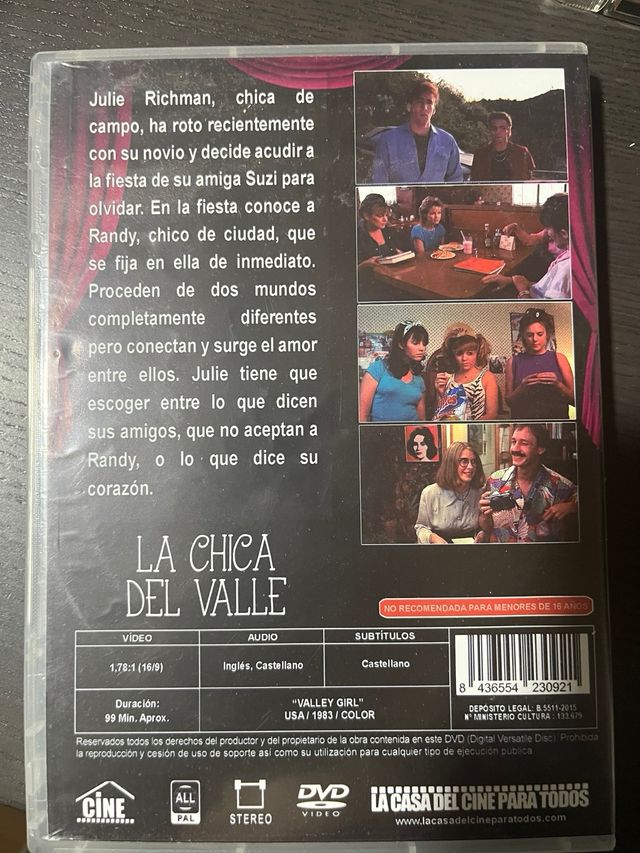 Julie Richman, chica de
campo, ha roto recientemente
con su novio y decide acudir a
la fiesta de su amiga Suzi para
olvidar. En la fiesta conoce a
Randy, chico de ciudad, que
se fija en ella de inmediato.
Proceden de dos mundos
completamente diferentes
pero conectan y surge el amor
entre ellos. Julie tiene que
escoger entre lo que dicen
sus amigos, que no aceptan a
Randy, o lo que dice su
corazón.
LA CHICA
DEL VALLE
NO RECOMENDADA PARA MENORES DE 16 AÑOS
VÍDEO AUDIO SUBTÍTULOS
1,78:1 (16/9) Inglés, Castellano Castellano
Duración:
99 Min. Aprox.
"VALLEY GIRL"
USA / 1983 / COLOR
8 436554 230921
DEPÓSITO LEGAL: B.5511-2015
Nº MINISTERIO CULTURA : 133.679
Reservados todos los derechos del productor y del propietario de la obra contenida en este DVD (Digital Versatile Disc). Prohibida
la reproducción y cesión de uso de soporte así como su utilización para cualquier tipo de ejecución pública
CINE
ALL
PAL
STEREO
DVD
VIDEO
LA CASA DEL CINE PARA TODOS
www.lacasadelcineparatodos.com